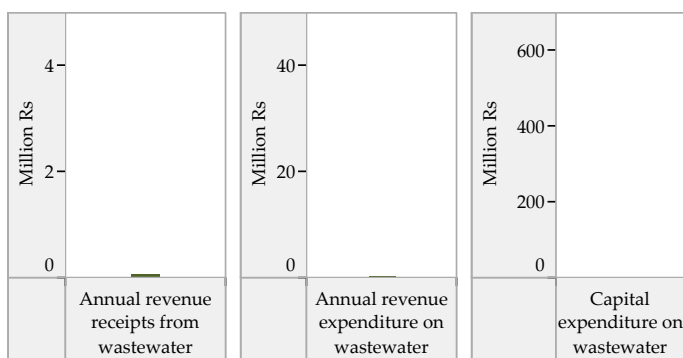 Million Rs
4
2
0
Annual revenue
receipts from
wastewater
Million Rs
40
20
0
Annual revenue
expenditure on
wastewater
Million Rs
600
400
200
0
Capital
expenditure on
wastewater